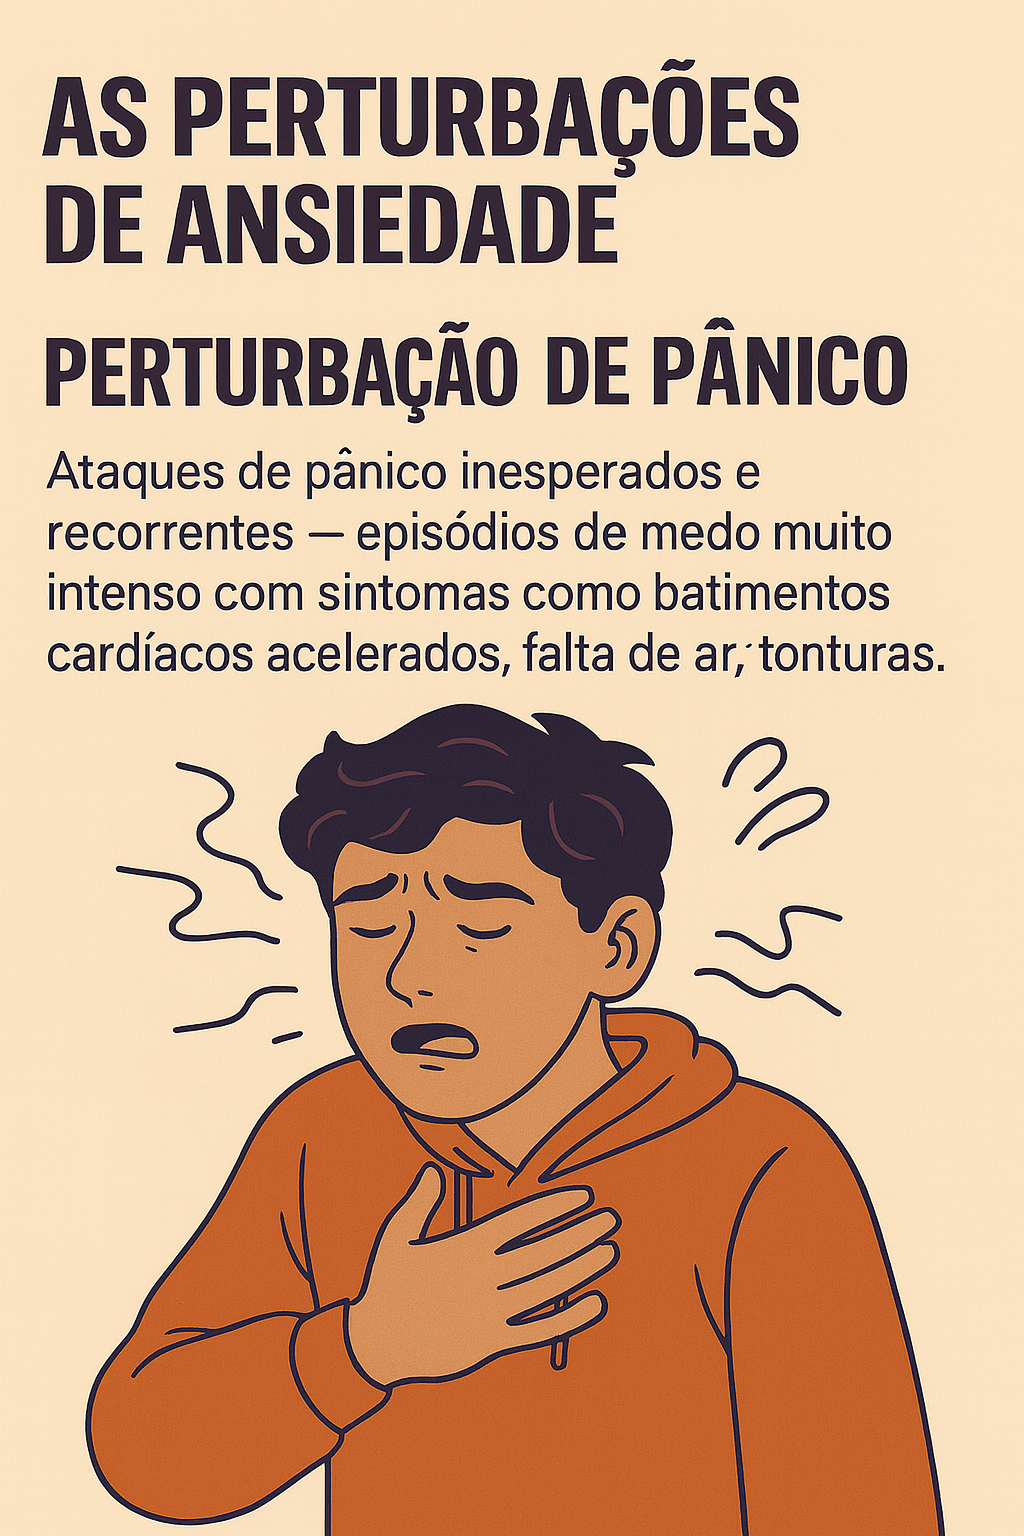 AS PERTURBAÇÕES
DE ANSIEDADE
PERTURBAÇÃO DE PÂNICO
Ataques de pânico inesperados e
recorrentes — episódios de medo muito
intenso com sintomas como batimentos
cardíacos acelerados, falta de ar, tonturas.